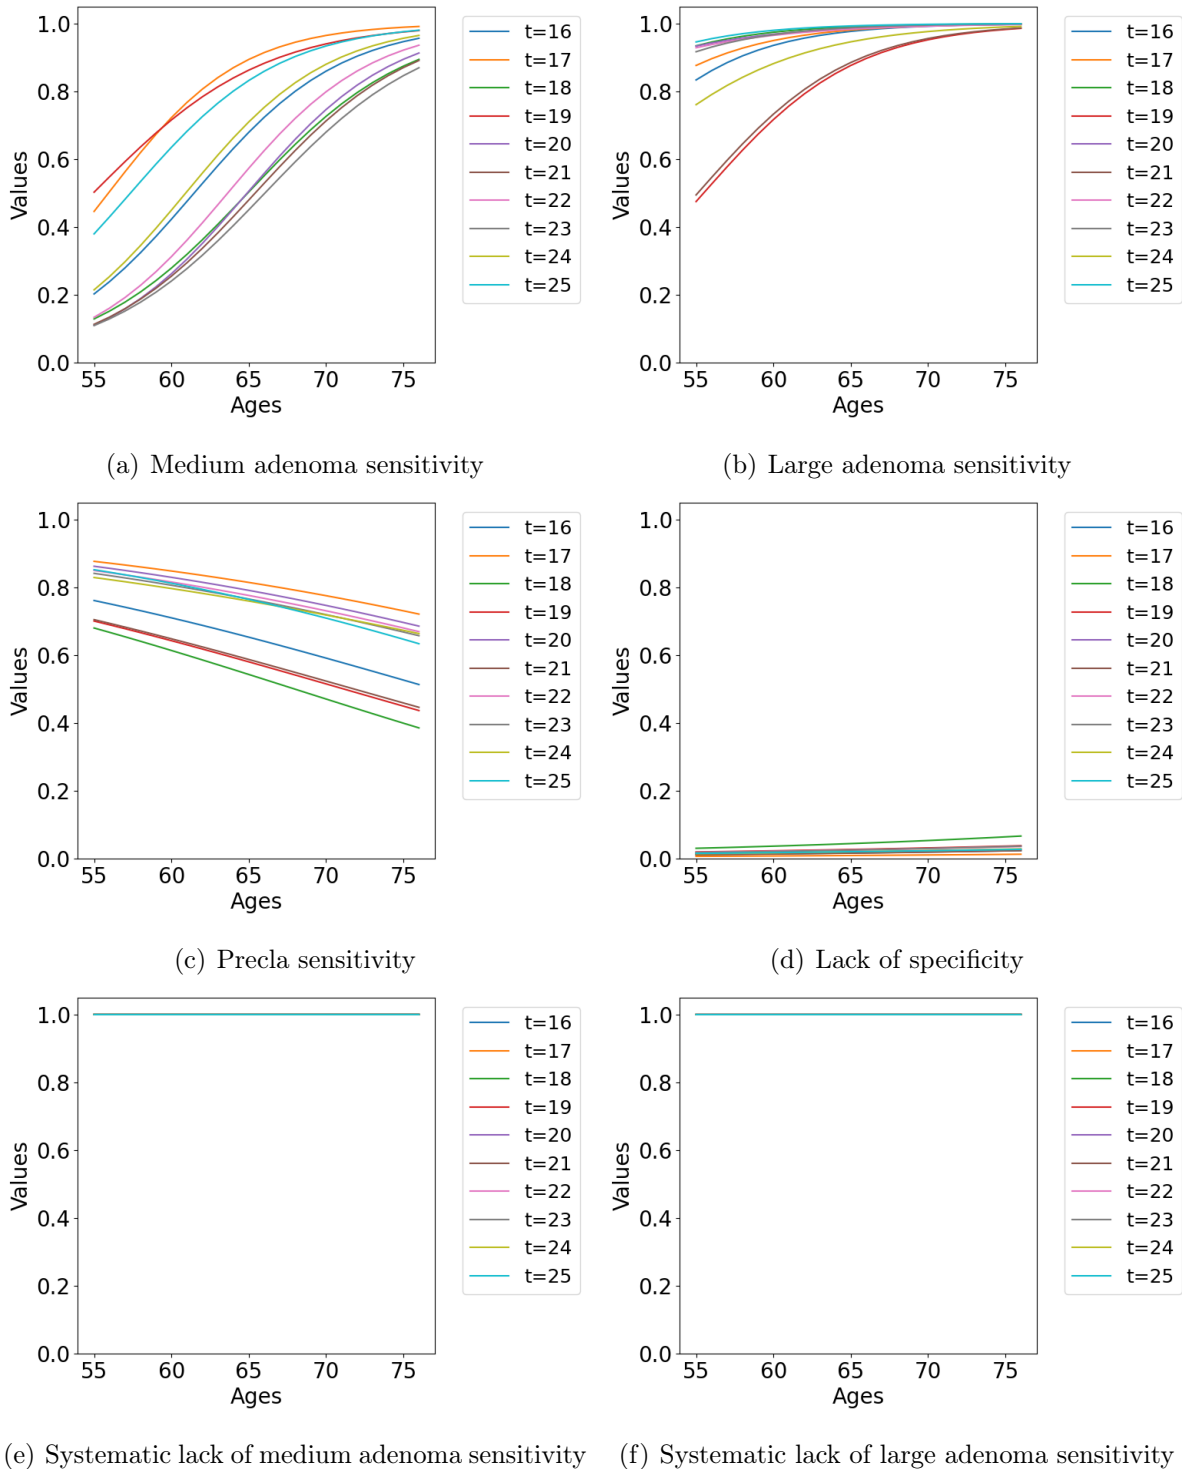 1.0
0.8
0.6
0.4
0.2
0.0
Values
55 60 65 70 75
Ages
t=16
t=17
t=18
t=19
t=20
t=21
t=22
t=23
t=24
t=25
(a) Medium adenoma sensitivity
1.0
0.8
0.6
0.4
0.2
0.0
Values
55 60 65 70 75
Ages
t=16
t=17
t=18
t=19
t=20
t=21
t=22
t=23
t=24
t=25
(b) Large adenoma sensitivity
1.0
0.8
0.6
0.4
0.2
0.0
Values
55 60 65 70 75
Ages
t=16
t=17
t=18
t=19
t=20
t=21
t=22
t=23
t=24
t=25
(c) Precla sensitivity
1.0
0.8
0.6
0.4
0.2
0.0
Values
55 60 65 70 75
Ages
t=16
t=17
t=18
t=19
t=20
t=21
t=22
t=23
t=24
t=25
(d) Lack of specificity
1.0
0.8
0.6
0.4
0.2
0.0
Values
55 60 65 70 75
Ages
t=16
t=17
t=18
t=19
t=20
t=21
t=22
t=23
t=24
t=25
(e) Systematic lack of medium adenoma sensitivity
1.0
0.8
0.6
0.4
0.2
0.0
Values
55 60 65 70 75
Ages
t=16
t=17
t=18
t=19
t=20
t=21
t=22
t=23
t=24
t=25
(f) Systematic lack of large adenoma sensitivity